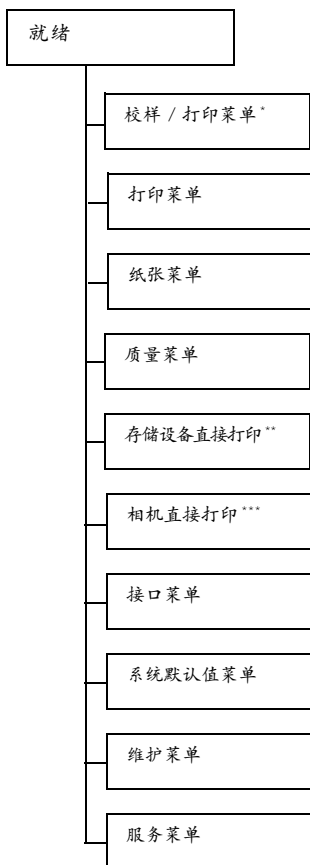 就绪
校样 / 打印菜单*
打印菜单
纸张菜单
质量菜单
存储设备直接打印**
相机直接打印***
接口菜单
系统默认值菜单
维护菜单
服务菜单